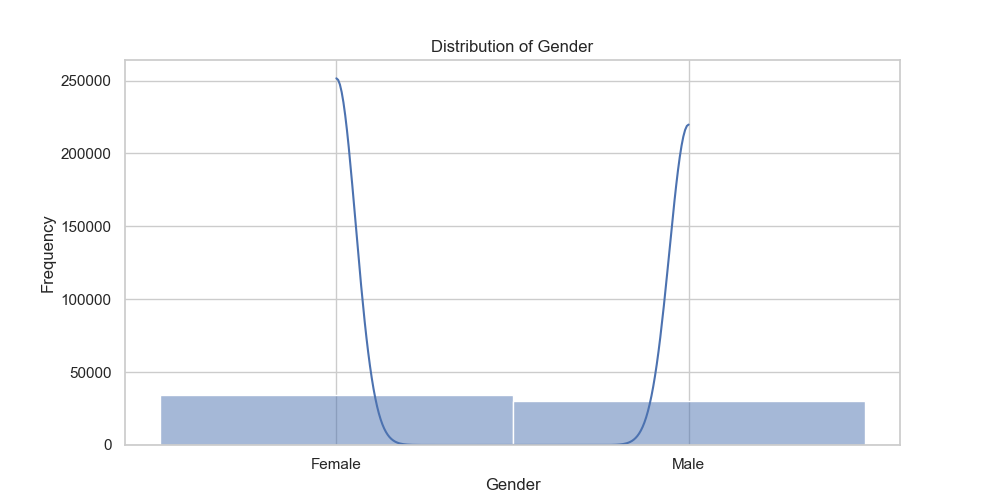 Distribution of Gender
250000
200000
150000
100000
50000
0
Frequency
Female
Male
Gender